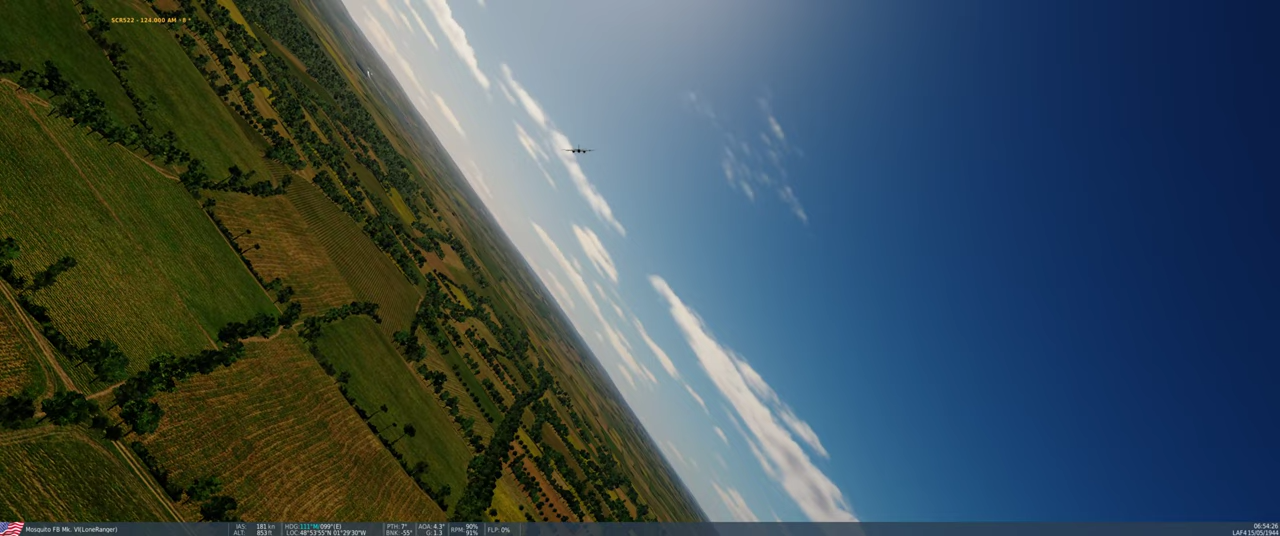 SCR522 - 124.000 AM - 8 *
Mosquito FB Mk. VI(LoneRanger)
IAS: 181 kn
ALT: 853 ft
HDG:111°M/099°(E)
LOC:48°53'55"N 01°29'30"W
PTH: 7°
BNK: -55°
AOA: 4.3°
G: 1.3
RPM: 90%
91%
FLP: 0%
06:54:26
LAF4 15/05/1944